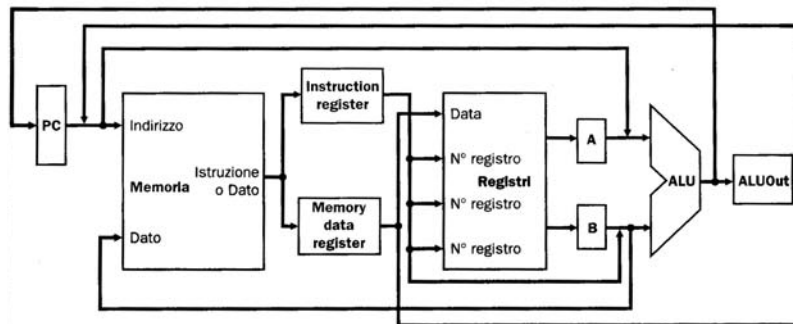 PC
Indirizzo
Memoria
Istruzione
o Dato
Dato
Instruction
register
Memory
data
register
Data
N° registro
Registri
N° registro
N° registro
A
B
ALU
ALUOut